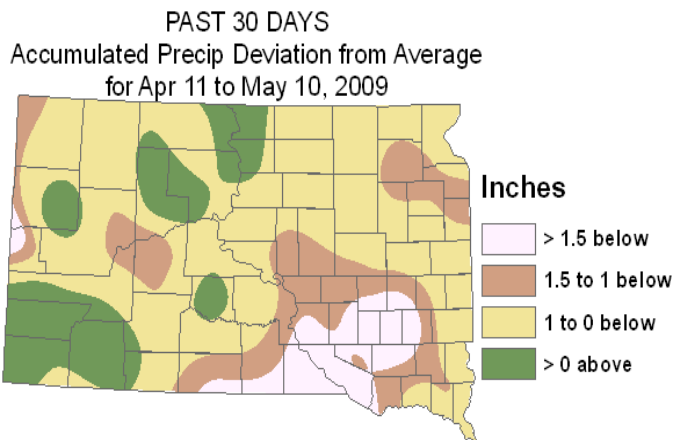 PAST 30 DAYS
Accumulated Precip Deviation from Average
for Apr 11 to May 10, 2009
Inches
> 1.5 below
1.5 to 1 below
1 to 0 below
> 0 above